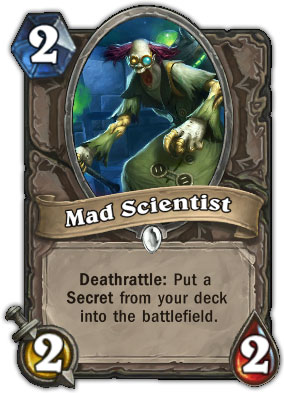 2
Mad Scientist
Deathrattle: Put a
Secret from your deck
into the battlefield.
2 2